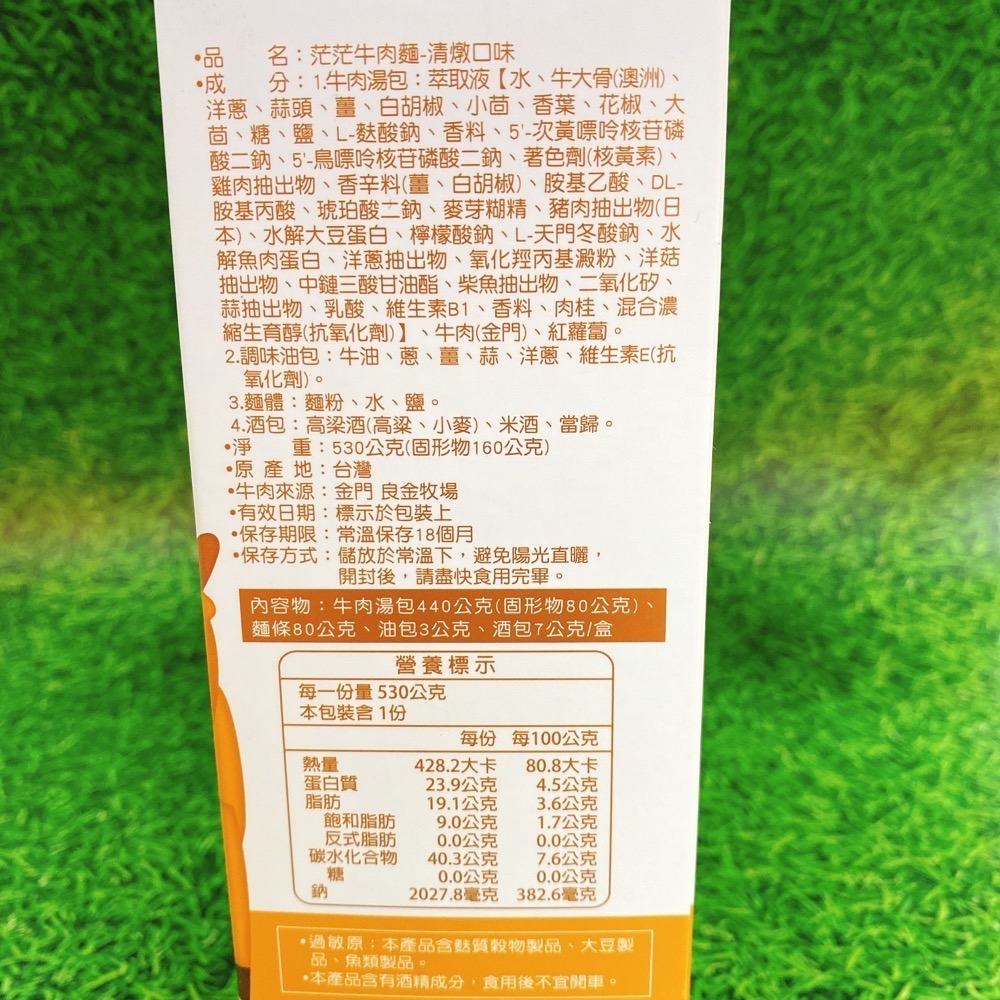 •品　　名：茫茫牛肉麵-清燉口味
•成　　分：1.牛肉湯包：萃取液【水、牛大骨(澳洲)、
洋蔥、蒜頭、薑、白胡椒、小茴、香葉、花椒、大
茴、糖、鹽、L-麩酸鈉、香料、5'-次黃嘌呤核苷磷
酸二鈉、5'-鳥嘌呤核苷磷酸二鈉、著色劑(核黃素)、
雞肉抽出物、香辛料(薑、白胡椒)、胺基乙酸、DL-
胺基丙酸、琥珀酸二鈉、麥芽糊精、豬肉抽出物(日
本)、水解大豆蛋白、檸檬酸鈉、L-天門冬酸鈉、水
解魚肉蛋白、洋蔥抽出物、氧化羥丙基澱粉、洋菇
抽出物、中鏈三酸甘油酯、柴魚抽出物、二氧化矽、
蒜抽出物、乳酸、維生素B1、香料、肉桂、混合濃
縮生育醇(抗氧化劑)】、牛肉(金門)、紅蘿蔔。
2.調味油包：牛油、蔥、薑、蒜、洋蔥、維生素E(抗
氧化劑)。
3.麵體：麵粉、水、鹽。
4.酒包：高梁酒(高粱、小麥)、米酒、當歸。
•淨　　重：530公克(固形物160公克)
•原 產 地：台灣
•牛肉來源：金門 良金牧場
•有效日期：標示於包裝上
•保存期限：常溫保存18個月
•保存方式：儲放於常溫下，避免陽光直曬，
開封後，請盡快食用完畢。
內容物：牛肉湯包440公克(固形物80公克)、
麵條80公克、油包3公克、酒包7公克/盒
營養標示
每一份量 530公克
本包裝含 1份
每份 每100公克
熱量 428.2大卡 80.8大卡
蛋白質 23.9公克 4.5公克
脂肪 19.1公克 3.6公克
飽和脂肪 9.0公克 1.7公克
反式脂肪 0.0公克 0.0公克
碳水化合物 40.3公克 7.6公克
糖 0.0公克 0.0公克
鈉 2027.8毫克 382.6毫克
•過敏原：本產品含麩質穀物製品、大豆製
品、魚類製品。
•本產品含有酒精成分，食用後不宜開車。